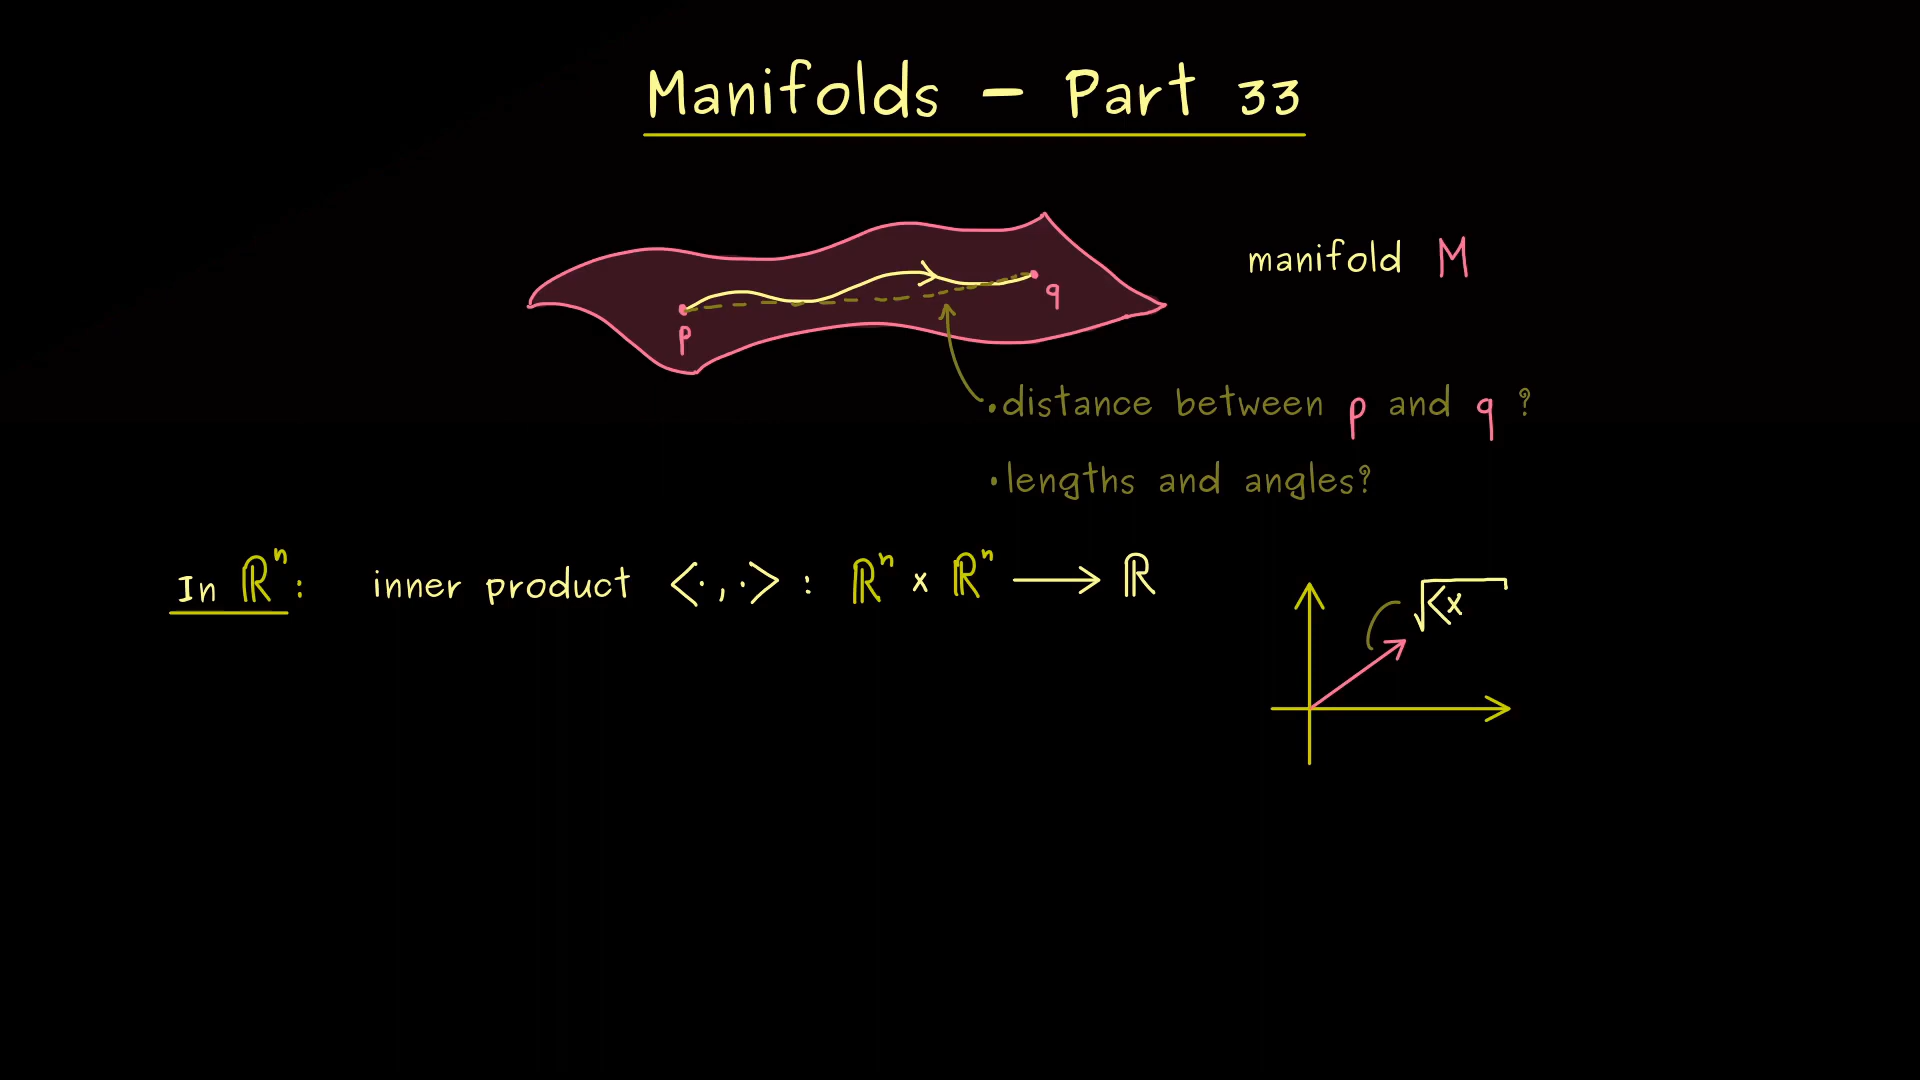 Manifolds – Part 33
manifold M
p
q
• distance between p and q ?
• lengths and angles?
In ℝⁿ: inner product <·,·> : ℝⁿ × ℝⁿ ⟶ ℝ
√<x